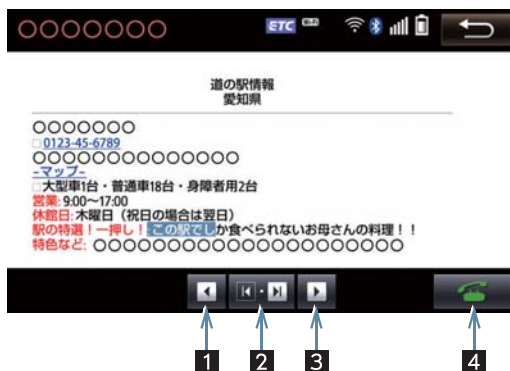 ○○○○○○○ ETC
道の駅情報
愛知県
○○○○○○○
0123-45-6789
○○○○○○○○○○○○○○
-マップ-
大型車1台・普通車18台・身障者用2台
営業: 9:00～17:00
休館日: 木曜日（祝日の場合は翌日）
駅の特選！一押し！: この駅でしか食べられないお母さんの料理！！
特色など: ○○○○○○○○○○○○○○○○○○○○○
1 2 3 4